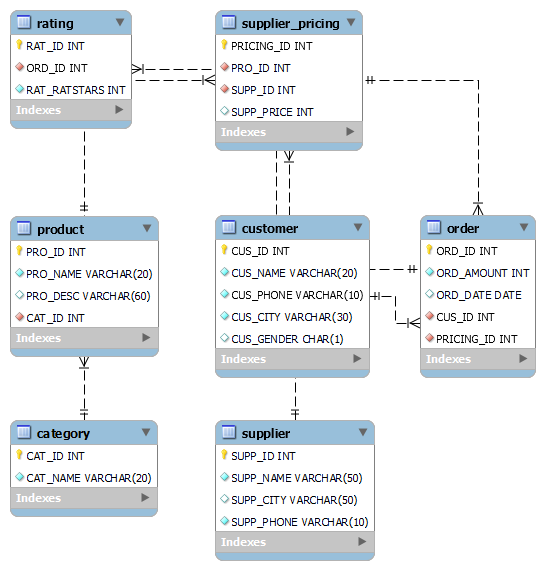 rating
RAT_ID INT
ORD_ID INT
RAT_RATSTARS INT
Indexes
supplier_pricing
PRICING_ID INT
PRO_ID INT
SUPP_ID INT
SUPP_PRICE INT
Indexes
product
PRO_ID INT
PRO_NAME VARCHAR(20)
PRO_DESC VARCHAR(60)
CAT_ID INT
Indexes
customer
CUS_ID INT
CUS_NAME VARCHAR(20)
CUS_PHONE VARCHAR(10)
CUS_CITY VARCHAR(30)
CUS_GENDER CHAR(1)
Indexes
order
ORD_ID INT
ORD_AMOUNT INT
ORD_DATE DATE
CUS_ID INT
PRICING_ID INT
Indexes
category
CAT_ID INT
CAT_NAME VARCHAR(20)
Indexes
supplier
SUPP_ID INT
SUPP_NAME VARCHAR(50)
SUPP_CITY VARCHAR(50)
SUPP_PHONE VARCHAR(10)
Indexes